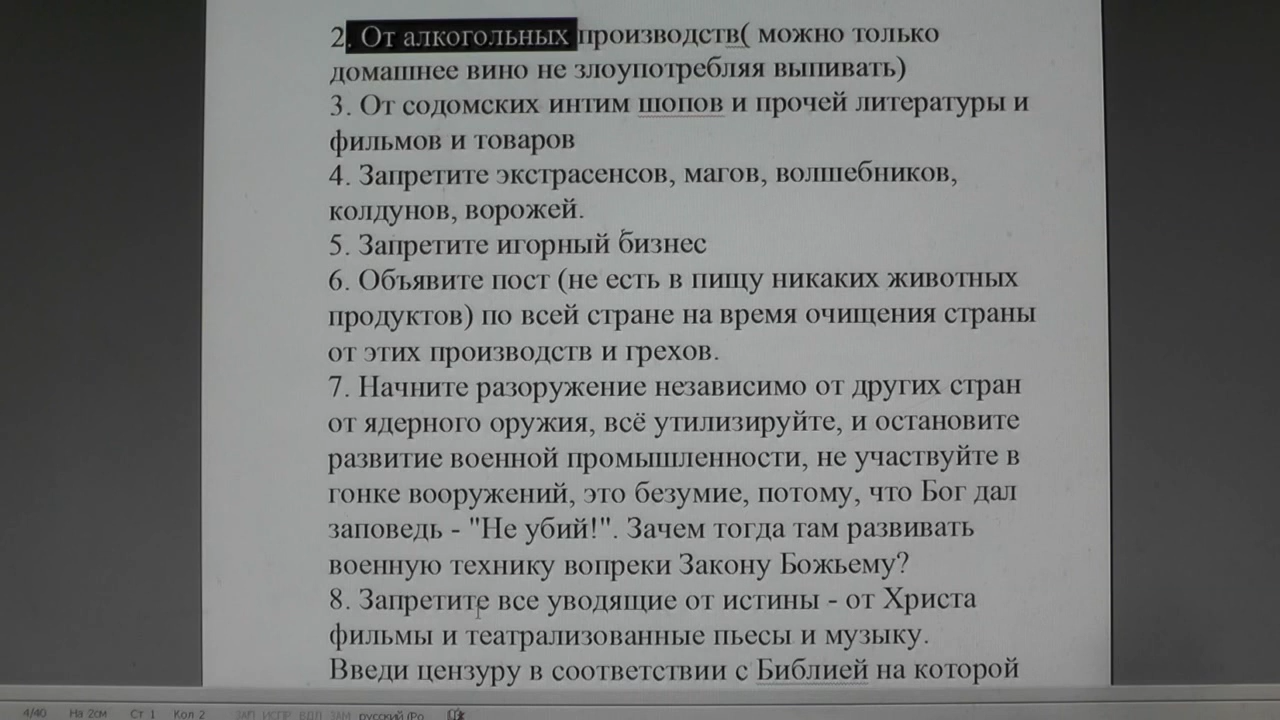 2. От алкогольных производств( можно только
домашнее вино не злоупотребляя выпивать)
3. От содомских интим шопов и прочей литературы и
фильмов и товаров
4. Запретите экстрасенсов, магов, волшебников,
колдунов, ворожей.
5. Запретите игорный бизнес
6. Объявите пост (не есть в пищу никаких животных
продуктов) по всей стране на время очищения страны
от этих производств и грехов.
7. Начните разоружение независимо от других стран
от ядерного оружия, всё утилизируйте, и остановите
развитие военной промышленности, не участвуйте в
гонке вооружений, это безумие, потому, что Бог дал
заповедь - "Не убий!". Зачем тогда там развивать
военную технику вопреки Закону Божьему?
8. Запретите все уводящие от истины - от Христа
фильмы и театрализованные пьесы и музыку.
Введи цензуру в соответствии с Библией на которой
4/40 На 2см Ст 1 Кол 2 ЗАП ИСПР ВДЛ ЗАМ русский (Ро